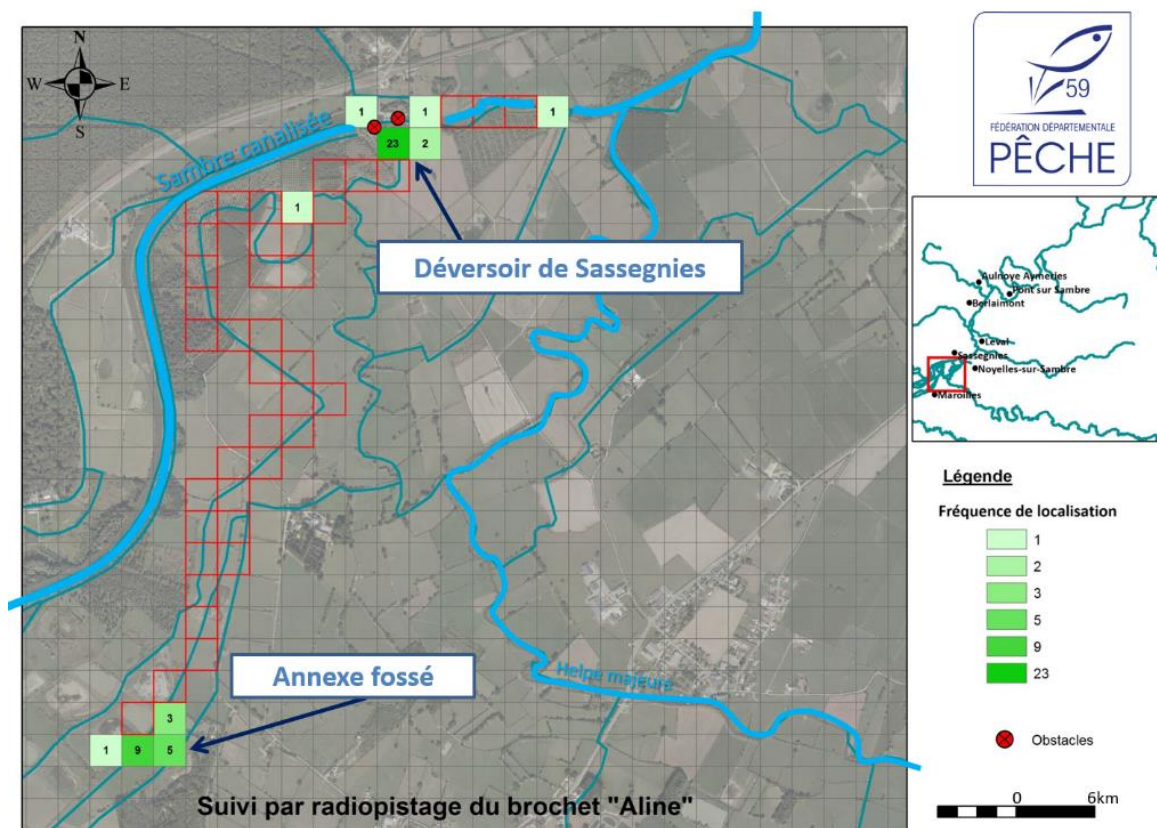 N
W E
S
Sambre canalisée
1
1
1
23
2
1
Déversoir de Sassegnies
Annexe fossé
3
1
9
5
Helpe majeure
Suivi par radiopistage du brochet "Aline"
59
FÉDÉRATION DÉPARTEMENTALE
PÊCHE
Aulnoye Aymeries
Pont sur Sambre
Berlaimont
Leval
Sassegnies
Noyelles-sur-Sambre
Maroilles
Légende
Fréquence de localisation
1
2
3
5
9
23
Obstacles
0 6km